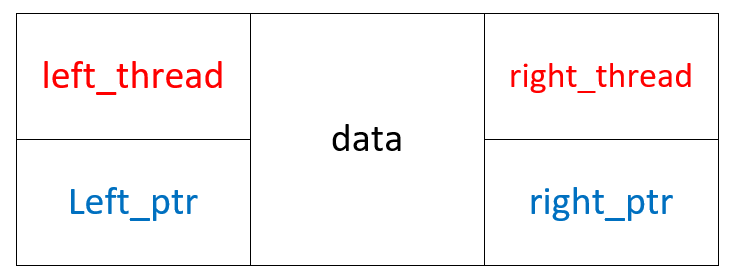 left_thread
Left_ptr
data
right_thread
right_ptr